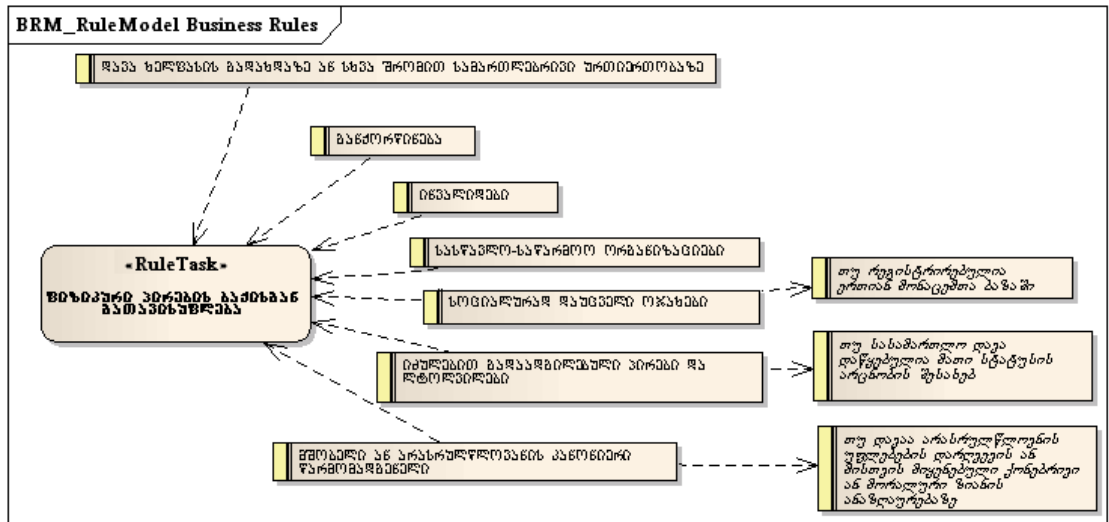 BRM_RuleModel Business Rules
დავა ხელფასის გადახდაზე ან სხვა შრომით სამართლებრივი ურთიერთობაზე
განქორწინება
ინვალიდები
სასწავლო-საწარმოო ორგანიზაციები
«RuleTask»
ფიზიკური პირების ბაჟისგან
გათავისუფლება
სოციალურად დაუცველი ოჯახები
თუ რეგისტრირებულია
ერთიან მონაცემთა ბაზაში
იძულებით გადაადგილებული პირები და
ლტოლვილები
თუ სასამართლო დავა
დაწყებულია მათი სტატუსის
არცნობის შესახებ
მშობელი ან არასრულწლოვანის კანონიერი
წარმომადგენელი
თუ დავაა არასრულწლოვნის
უფლებების დარღვევის ან
მისთვის მიყენებული ქონებრივი
ან მორალური ზიანის
ანაზღაურებაზე